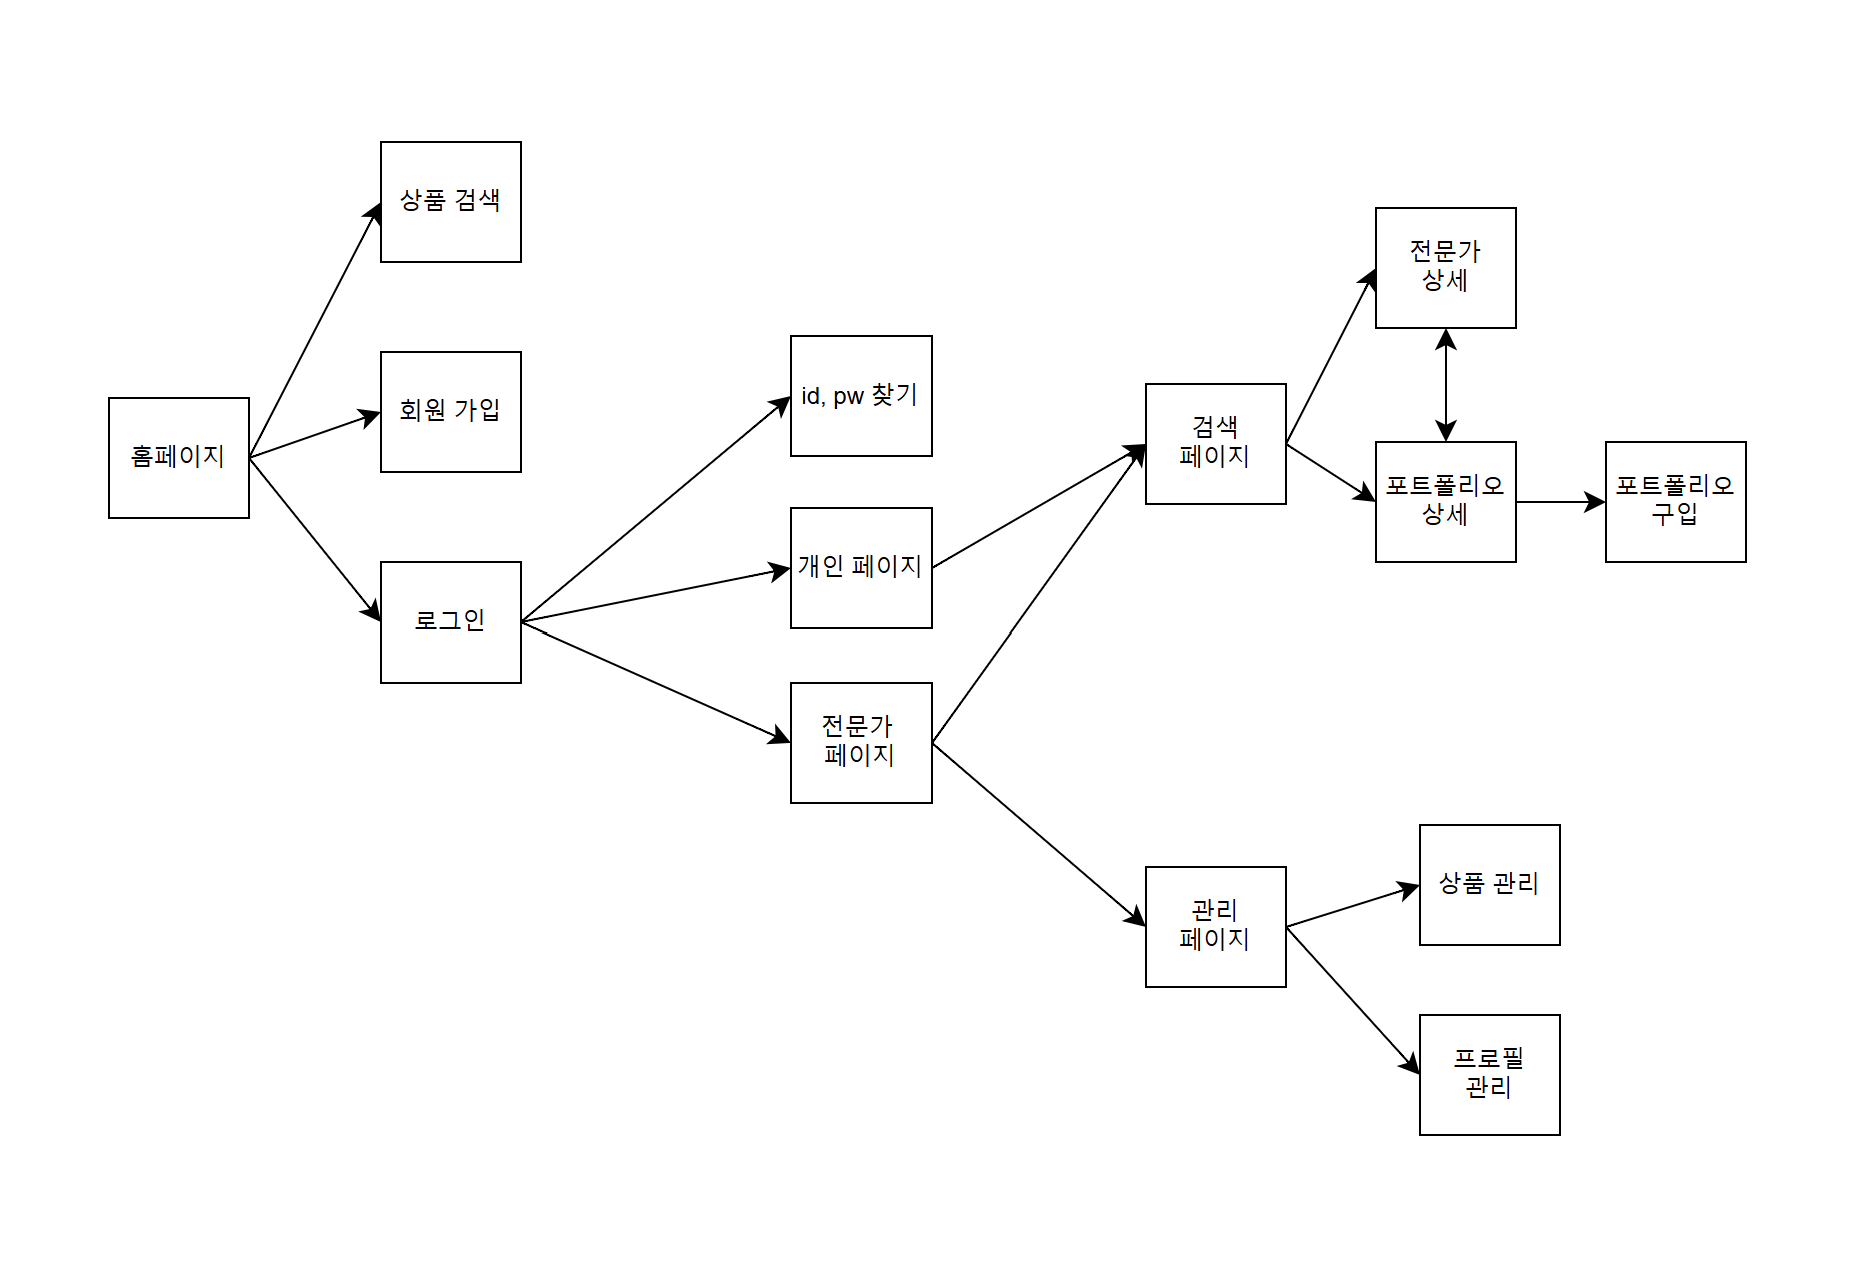 상품 검색
회원 가입
홈페이지
로그인
id, pw 찾기
개인 페이지
전문가
페이지
검색
페이지
전문가
상세
포트폴리오
상세
포트폴리오
구입
관리
페이지
상품 관리
프로필
관리